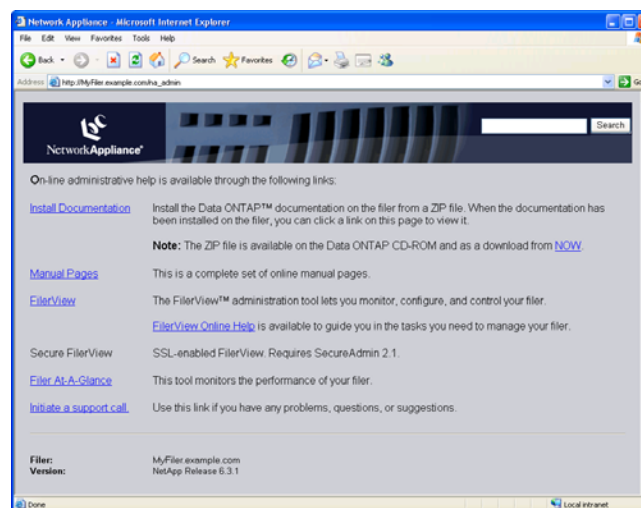 Network Appliance - Microsoft Internet Explorer
File Edit View Favorites Tools Help
Back Search Favorites
Address http://MyFiler.example.com/na_admin Go
NetworkAppliance® Search
On-line administrative help is available through the following links:
Install Documentation Install the Data ONTAP™ documentation on the filer from a ZIP file. When the documentation has
been installed on the filer, you can click a link on this page to view it.
Note: The ZIP file is available on the Data ONTAP CD-ROM and as a download from NOW.
Manual Pages This is a complete set of online manual pages.
FilerView The FilerView™ administration tool lets you monitor, configure, and control your filer.
FilerView Online Help is available to guide you in the tasks you need to manage your filer.
Secure FilerView SSL-enabled FilerView. Requires SecureAdmin 2.1.
Filer At-A-Glance This tool monitors the performance of your filer.
Initiate a support call. Use this link if you have any problems, questions, or suggestions.
Filer: MyFiler.example.com
Version: NetApp Release 6.3.1
Done Local intranet